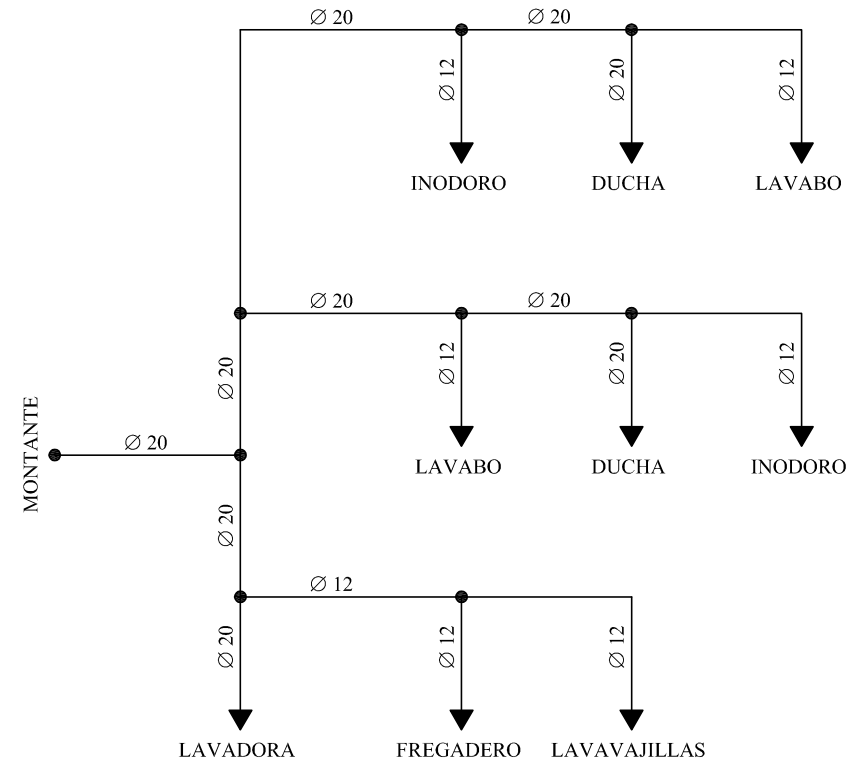 ∅ 20
∅ 20
∅ 12
∅ 20
∅ 12
INODORO
DUCHA
LAVABO
∅ 20
∅ 20
∅ 12
∅ 20
∅ 12
∅ 20
LAVABO
DUCHA
INODORO
MONTANTE
∅ 20
∅ 20
∅ 12
∅ 20
∅ 12
∅ 12
LAVADORA
FREGADERO
LAVAVAJILLAS